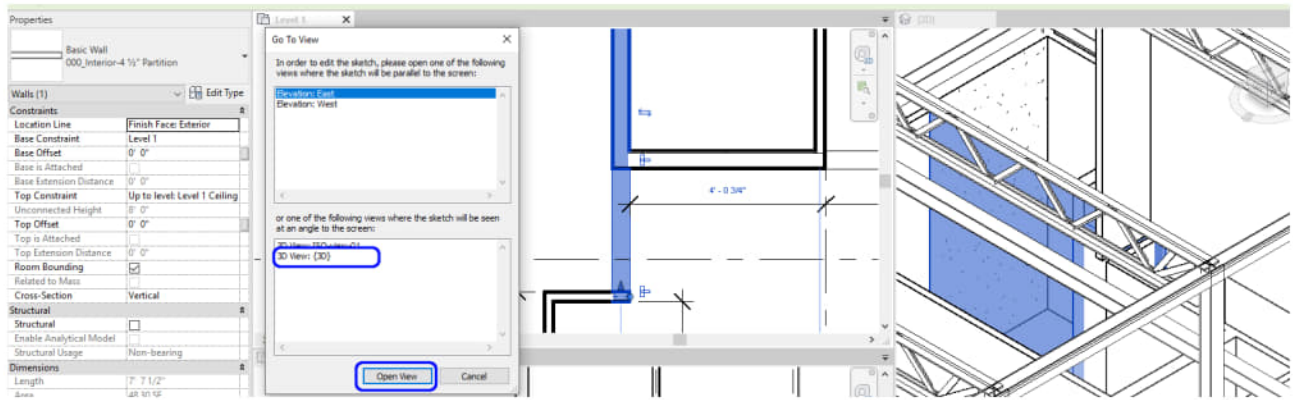 Properties
Basic Wall
000_Interior-4 ½" Partition
Walls (1)
Edit Type
Constraints
Location Line Finish Face: Exterior
Base Constraint Level 1
Base Offset 0' 0"
Base is Attached
Base Extension Distance 0' 0"
Top Constraint Up to level: Level 1 Ceiling
Unconnected Height 8' 0"
Top Offset 0' 0"
Top is Attached
Top Extension Distance 0' 0"
Room Bounding
Related to Mass
Cross-Section Vertical
Structural
Structural
Enable Analytical Model
Structural Usage Non-bearing
Dimensions
Length 7' 7 1/2"
Area 48.30 SF
Level 1
Go To View
In order to edit the sketch, please open one of the following
views where the sketch will be parallel to the screen:
Elevation: East
Elevation: West
or one of the following views where the sketch will be seen
at an angle to the screen:
3D View: {3D}
Open View
Cancel
4' - 0 3/4"
{3D}